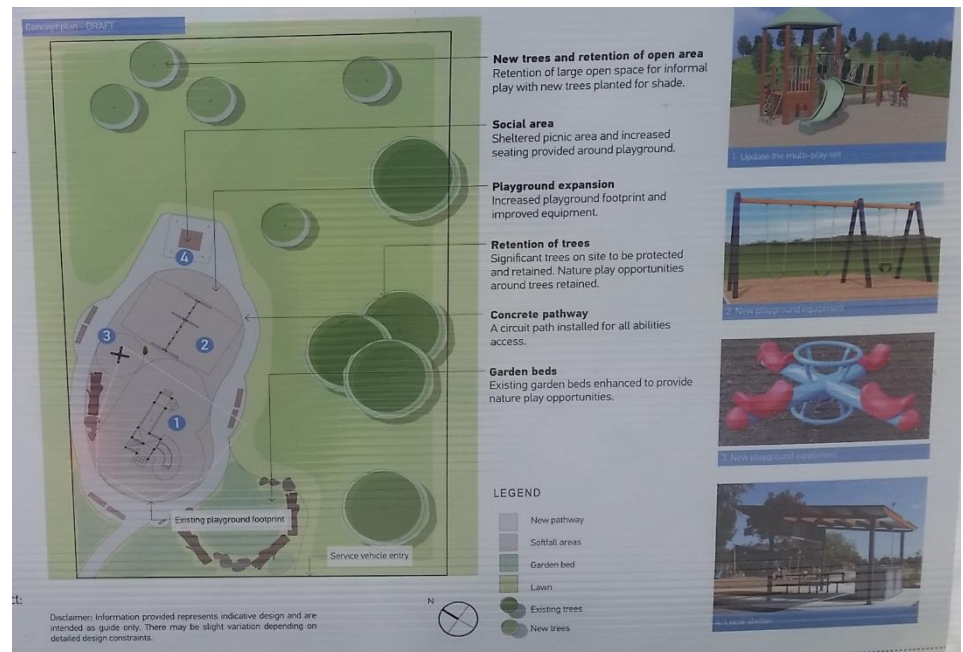 Concept plan - DRAFT
New trees and retention of open area
Retention of large open space for informal
play with new trees planted for shade.
Social area
Sheltered picnic area and increased
seating provided around playground.
Playground expansion
Increased playground footprint and
improved equipment.
Retention of trees
Significant trees on site to be protected
and retained. Nature play opportunities
around trees retained.
Concrete pathway
A circuit path installed for all abilities
access.
Garden beds
Existing garden beds enhanced to provide
nature play opportunities.
4
2
3
1
Existing playground footprint
Service vehicle entry
LEGEND
New pathway
Softfall areas
Garden bed
Lawn
Existing trees
New trees
N
ct:
Disclaimer: Information provided represents indicative design and are
intended as guide only. There may be slight variation depending on
detailed design constraints.
1. Update the multi-play set
2. New playground equipment
3. New playground equipment
4. Local shelter